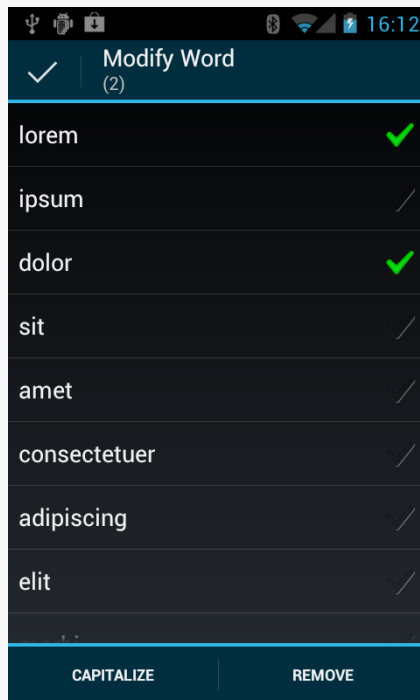 16:12
Modify Word
(2)
lorem
ipsum
dolor
sit
amet
consectetuer
adipiscing
elit
CAPITALIZE
REMOVE